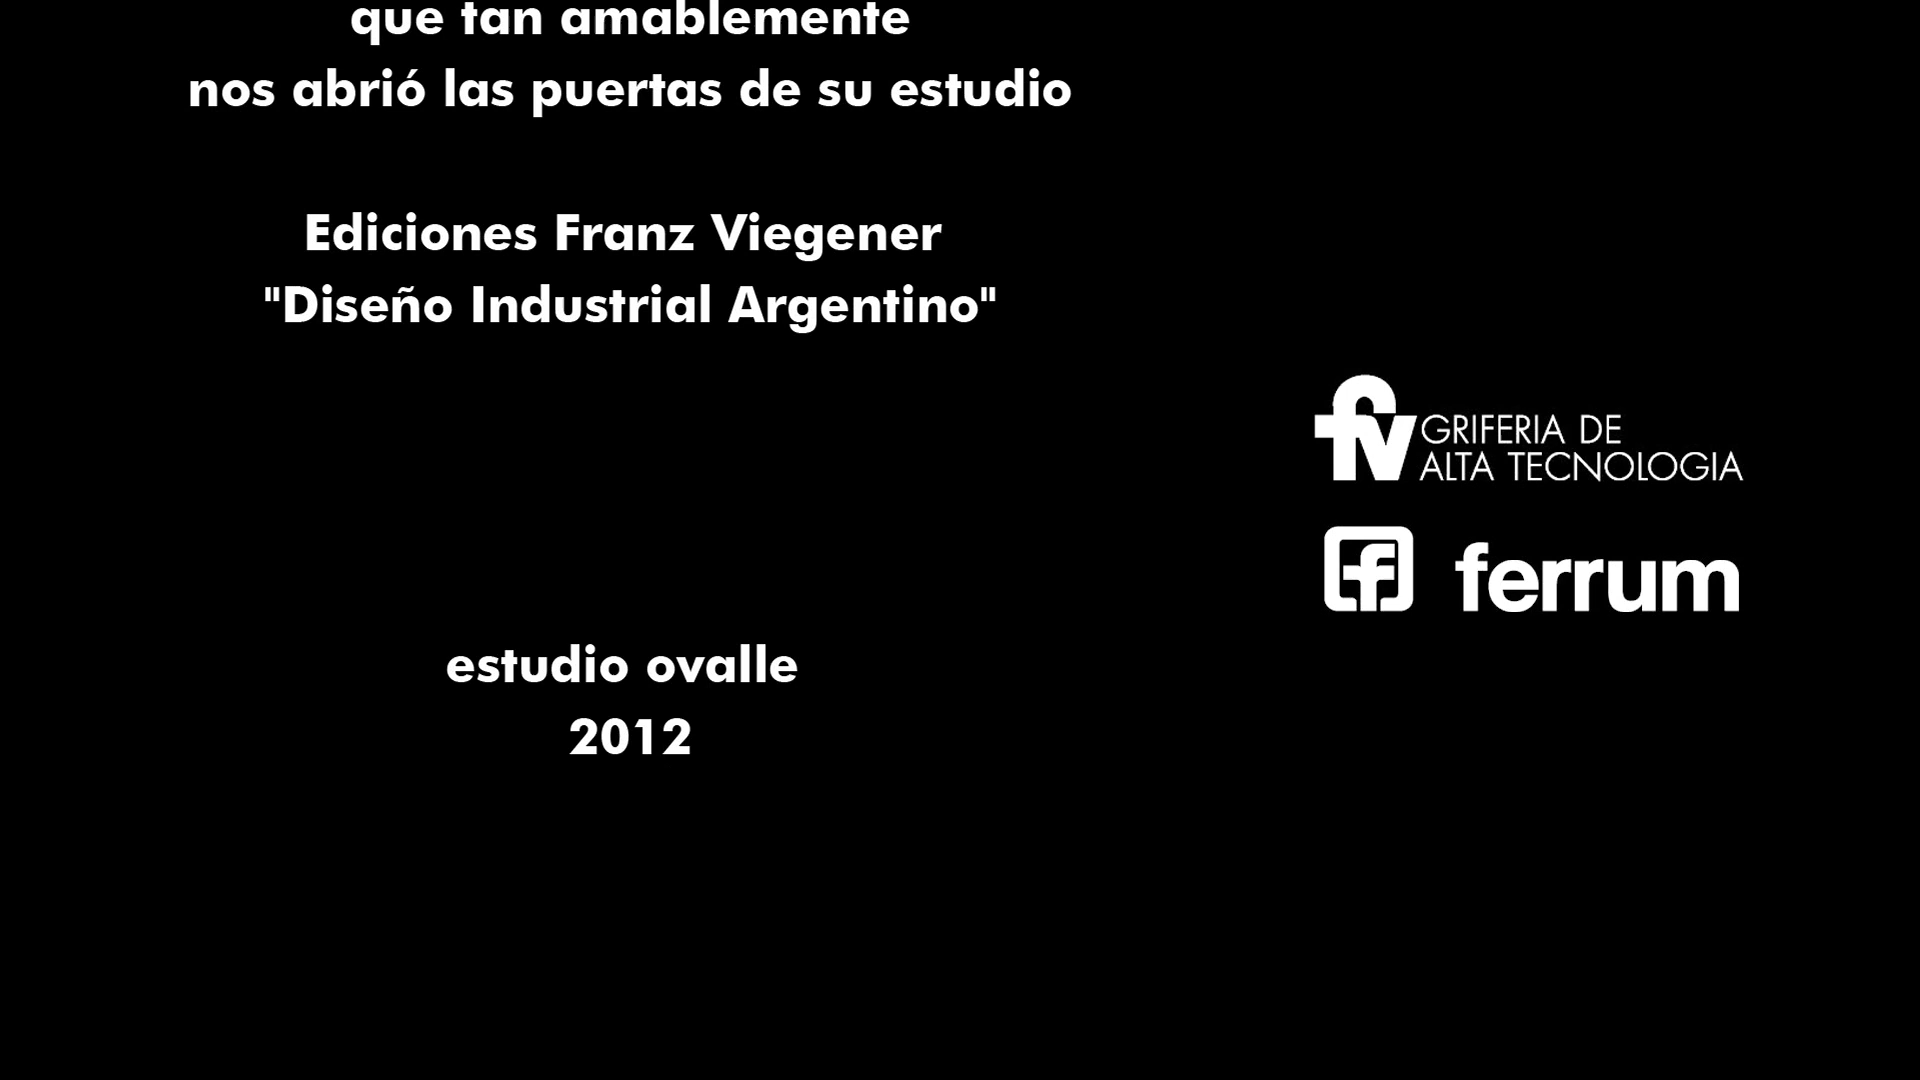 que tan amablemente
nos abrió las puertas de su estudio
Ediciones Franz Viegener
"Diseño Industrial Argentino"
fv GRIFERIA DE
ALTA TECNOLOGIA
f ferrum
estudio ovalle
2012